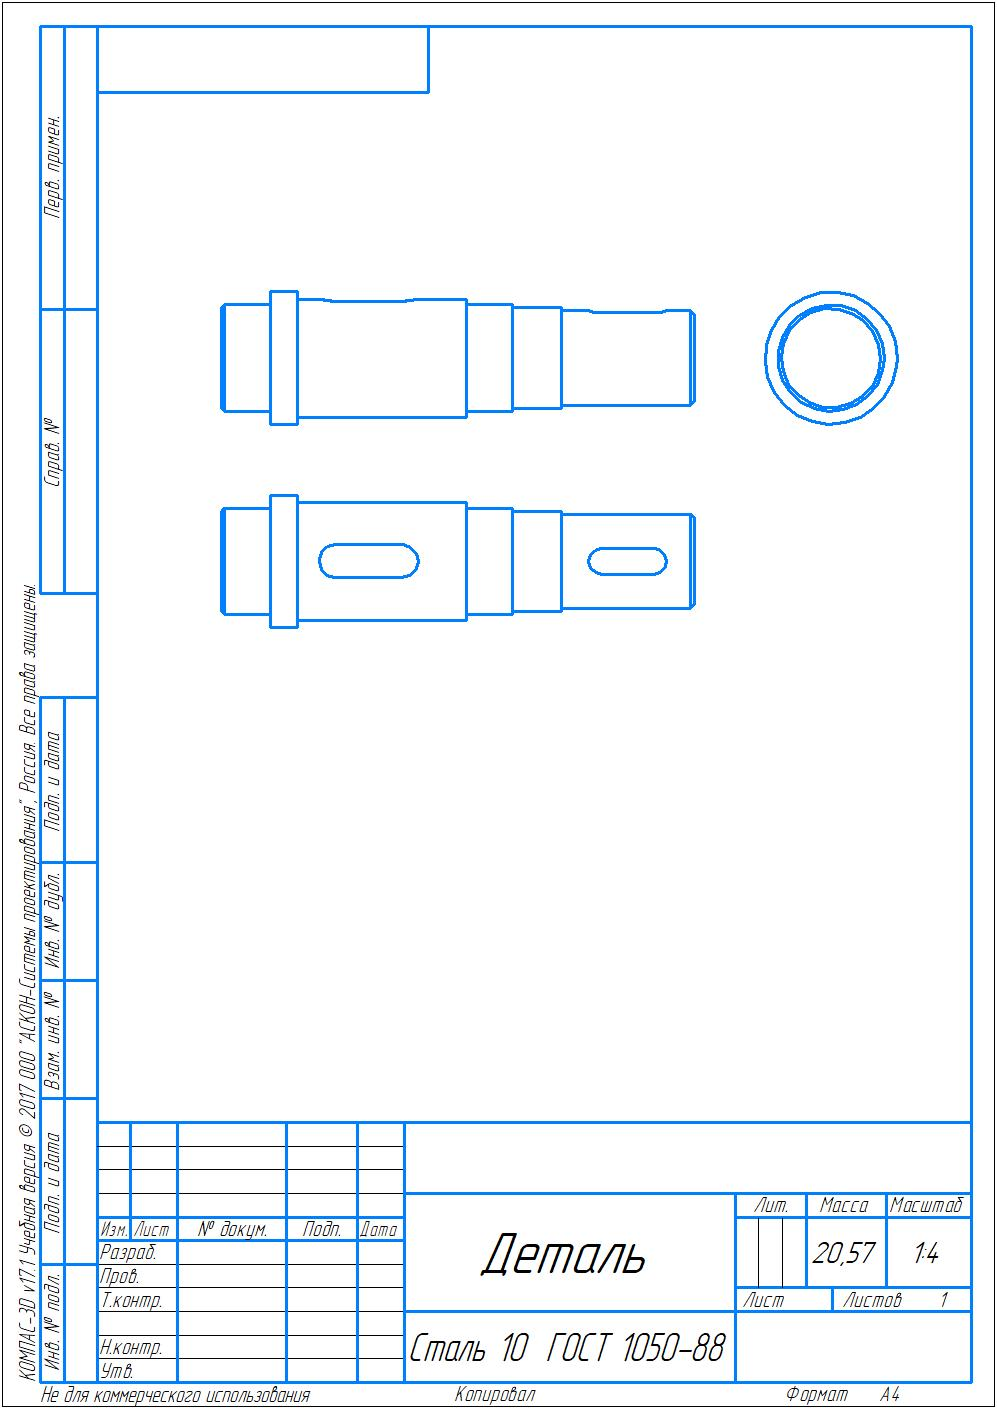 Перв. примен.
Справ. №
Подп. и дата
Инв. № дубл.
Взам. инв. №
Подп. и дата
Инв. № подл.
КОМПАС-3D v17.1 Учебная версия © 2017 ООО "АСКОН-Системы проектирования", Россия. Все права защищены.
Лит. Масса Масштаб
Изм. Лист № докум. Подп. Дата
Разраб.
Пров.
Т.контр.
Н.контр.
Утв.
Деталь
20,57 1:4
Лист Листов 1
Сталь 10 ГОСТ 1050-88
Не для коммерческого использования Копировал Формат А4